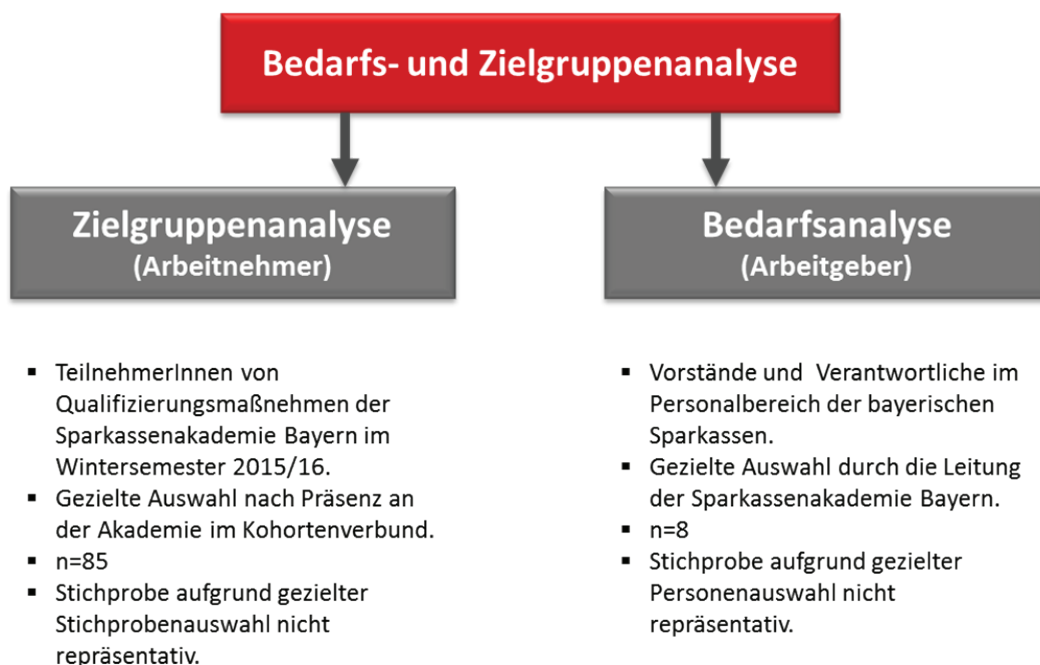 Bedarfs- und Zielgruppenanalyse
Zielgruppenanalyse
(Arbeitnehmer)
▪ TeilnehmerInnen von
Qualifizierungsmaßnehmen der
Sparkassenakademie Bayern im
Wintersemester 2015/16.
▪ Gezielte Auswahl nach Präsenz an
der Akademie im Kohortenverbund.
▪ n=85
▪ Stichprobe aufgrund gezielter
Stichprobenauswahl nicht
repräsentativ.
Bedarfsanalyse
(Arbeitgeber)
▪ Vorstände und Verantwortliche im
Personalbereich der bayerischen
Sparkassen.
▪ Gezielte Auswahl durch die Leitung
der Sparkassenakademie Bayern.
▪ n=8
▪ Stichprobe aufgrund gezielter
Personenauswahl nicht
repräsentativ.